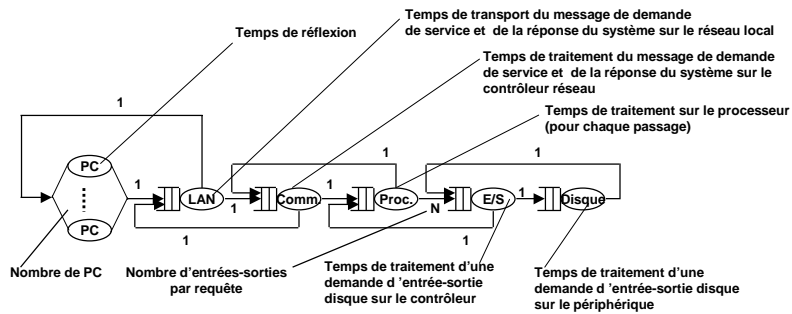 Temps de réflexion
Temps de transport du message de demande
de service et de la réponse du système sur le réseau local
Temps de traitement du message de demande
de service et de la réponse du système sur le
contrôleur réseau
Temps de traitement sur le processeur
(pour chaque passage)
1
1
1
PC
PC
1
LAN
1
Comm.
1
Proc.
N
E/S
1
Disque
1
1
Nombre de PC
Nombre d'entrées-sorties
par requête
Temps de traitement d'une
demande d 'entrée-sortie
disque sur le contrôleur
Temps de traitement d'une
demande d 'entrée-sortie disque
sur le périphérique